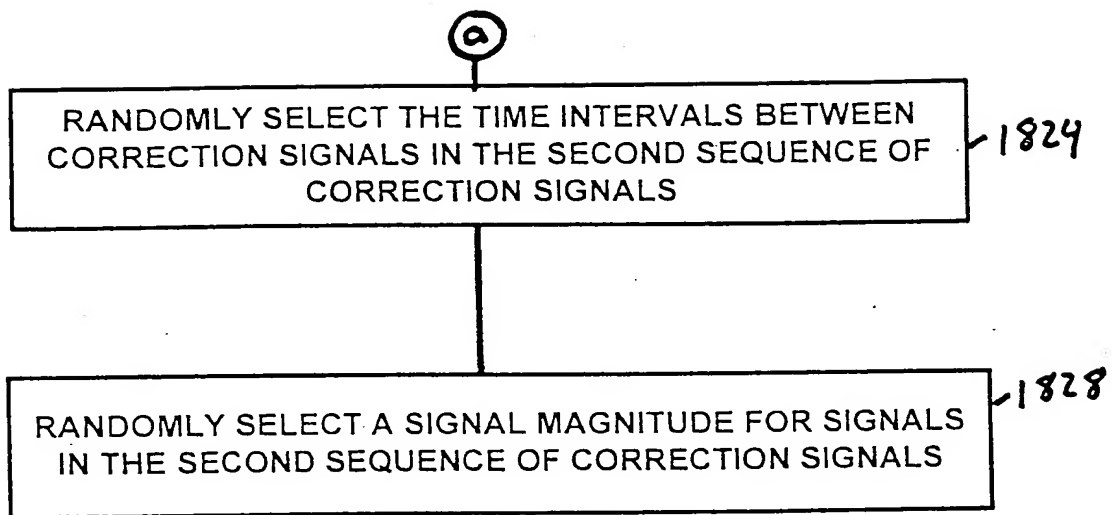 a
RANDOMLY SELECT THE TIME INTERVALS BETWEEN
CORRECTION SIGNALS IN THE SECOND SEQUENCE OF
CORRECTION SIGNALS
1824
RANDOMLY SELECT A SIGNAL MAGNITUDE FOR SIGNALS
IN THE SECOND SEQUENCE OF CORRECTION SIGNALS
1828